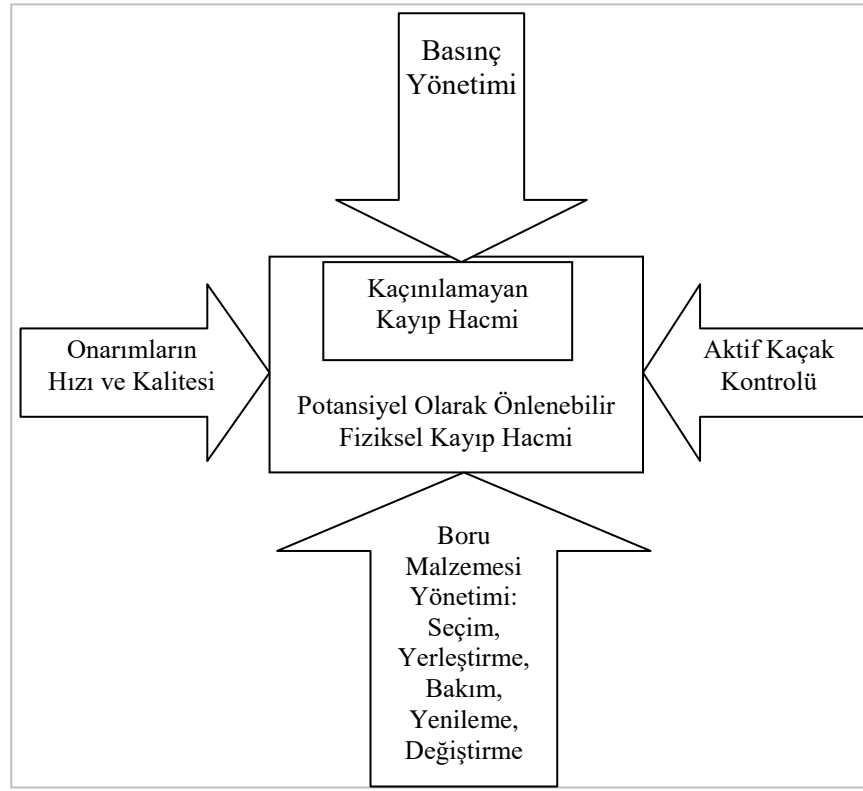 Basınç
Yönetimi
Kaçınılamayan
Kayıp Hacmi
Onarımların
Hızı ve Kalitesi
Aktif Kaçak
Kontrolü
Potansiyel Olarak Önlenebilir
Fiziksel Kayıp Hacmi
Boru
Malzemesi
Yönetimi:
Seçim,
Yerleştirme,
Bakım,
Yenileme,
Değiştirme